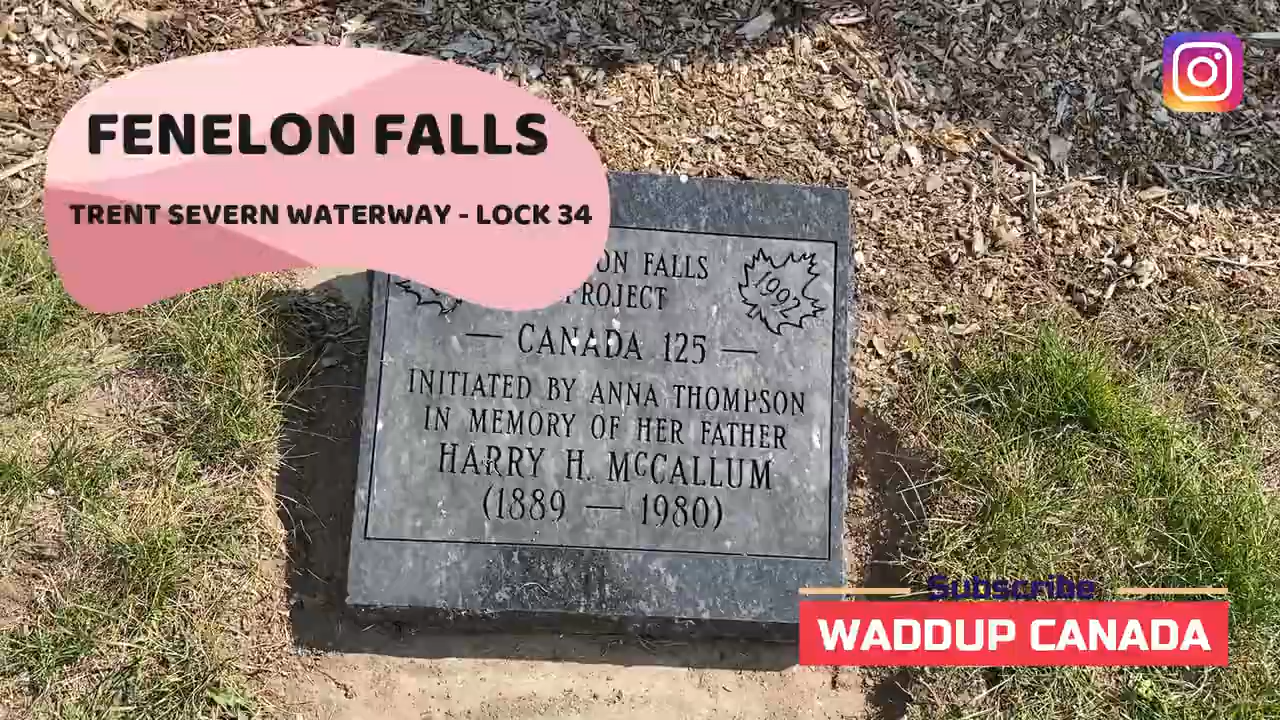 FENELON FALLS
TRENT SEVERN WATERWAY - LOCK 34
FALLS
PROJECT
1992
— CANADA 125 —
INITIATED BY ANNA THOMPSON
IN MEMORY OF HER FATHER
HARRY H. McCALLUM
(1889 — 1980)
Subscribe
WADDUP CANADA